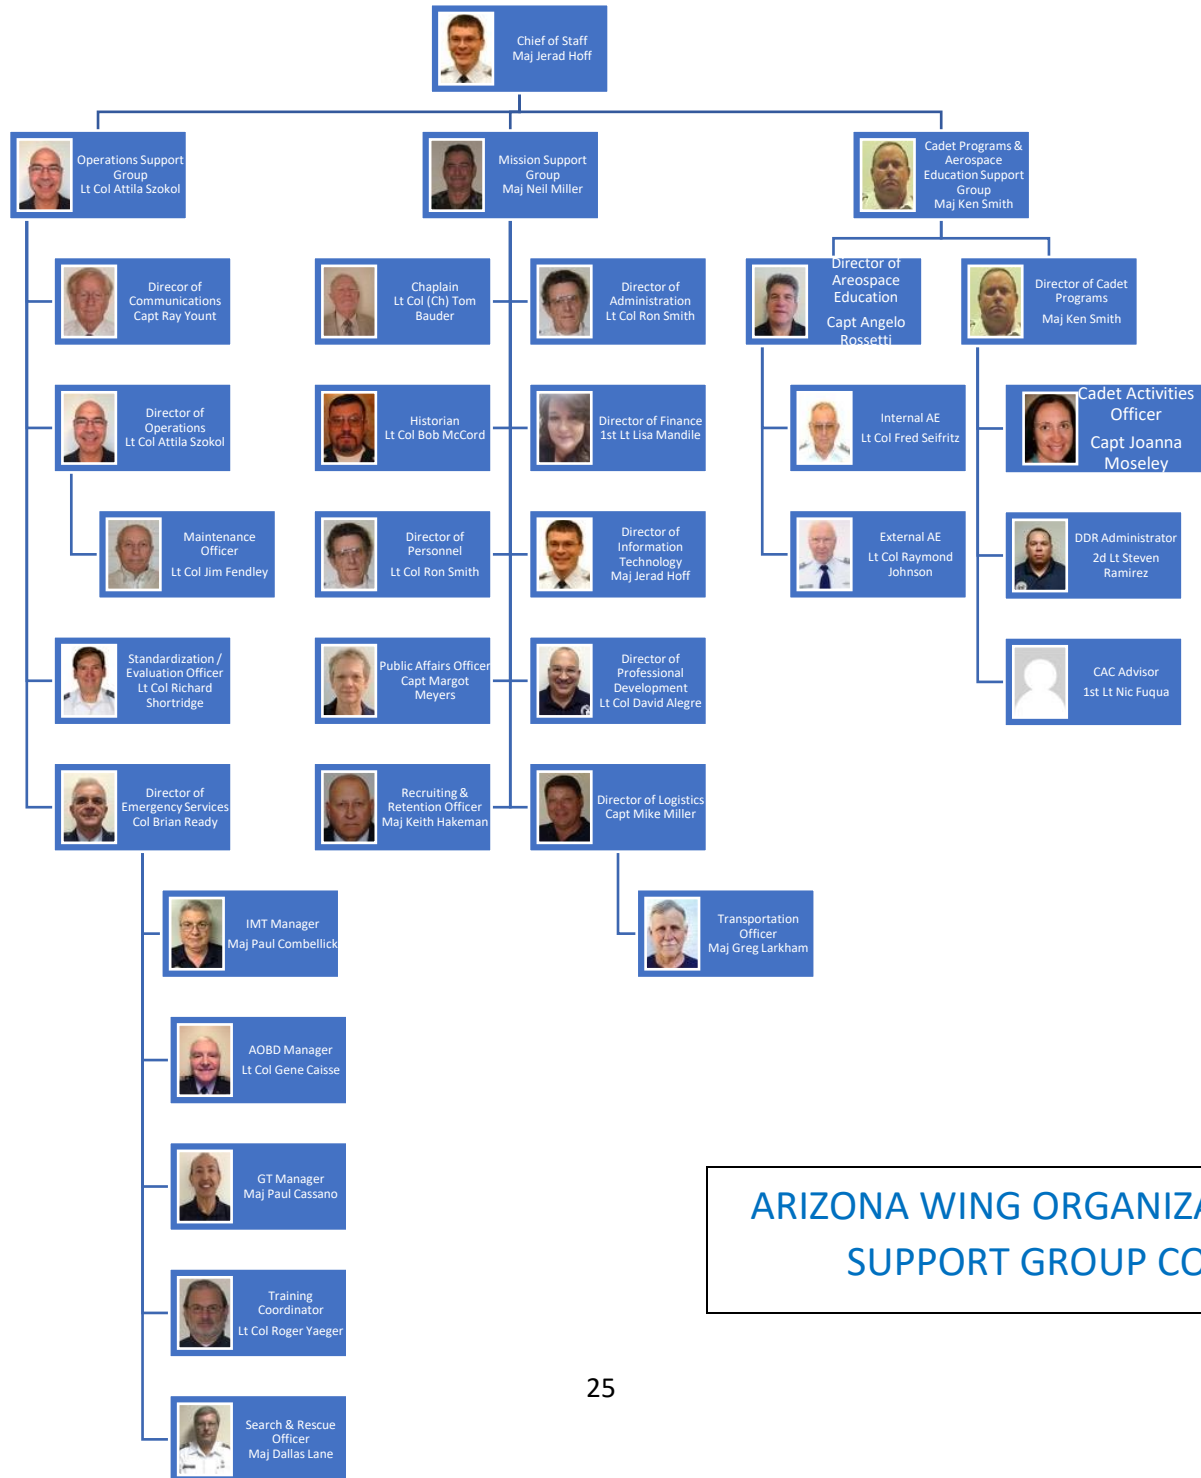 Chief of Staff
Maj Jerad Hoff
Operations Support
Group
Lt Col Attila Szokol
Mission Support
Group
Maj Neil Miller
Cadet Programs &
Aerospace
Education Support
Group
Maj Ken Smith
Direcor of
Communications
Capt Ray Yount
Chaplain
Lt Col (Ch) Tom
Bauder
Director of
Administration
Lt Col Ron Smith
Director of
Areospace
Education
Capt Angelo
Rossetti
Director of Cadet
Programs
Maj Ken Smith
Director of
Operations
Lt Col Attila Szokol
Historian
Lt Col Bob McCord
Director of Finance
1st Lt Lisa Mandile
Internal AE
Lt Col Fred Seifritz
Cadet Activities
Officer
Capt Joanna
Moseley
Maintenance
Officer
Lt Col Jim Fendley
Director of
Personnel
Lt Col Ron Smith
Director of
Information
Technology
Maj Jerad Hoff
External AE
Lt Col Raymond
Johnson
DDR Administrator
2d Lt Steven
Ramirez
Standardization /
Evaluation Officer
Lt Col Richard
Shortridge
Public Affairs Officer
Capt Margot
Meyers
Director of
Professional
Development
Lt Col David Alegre
CAC Advisor
1st Lt Nic Fuqua
Director of
Emergency Services
Col Brian Ready
Recruiting &
Retention Officer
Maj Keith Hakeman
Director of Logistics
Capt Mike Miller
IMT Manager
Maj Paul Combellick
Transportation
Officer
Maj Greg Larkham
AOBD Manager
Lt Col Gene Caisse
GT Manager
Maj Paul Cassano
Training
Coordinator
Lt Col Roger Yaeger
Search & Rescue
Officer
Maj Dallas Lane
ARIZONA WING ORGANIZA
SUPPORT GROUP CO
25